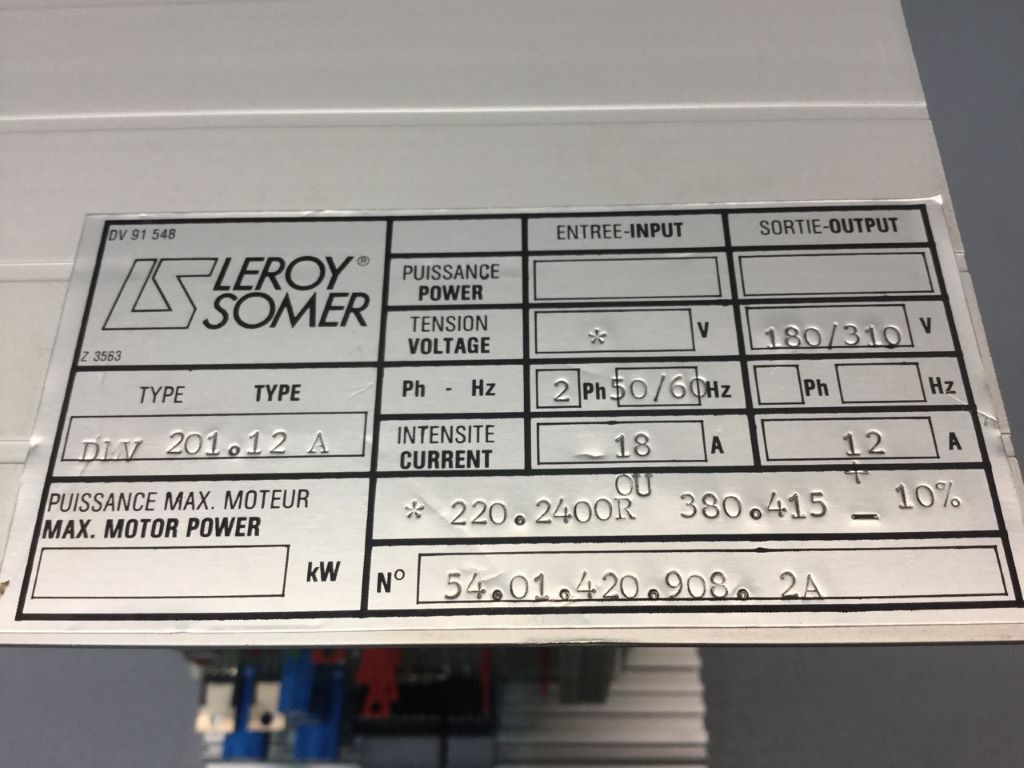 DV 91 548
LEROY®
SOMER
Z 3563
ENTREE-INPUT
SORTIE-OUTPUT
PUISSANCE
POWER
TENSION
VOLTAGE
* V
180/310 V
Ph - Hz
2 Ph 50/60 Hz
Ph Hz
INTENSITE
CURRENT
18 A
12 A
TYPE TYPE
DLV 201.12 A
PUISSANCE MAX. MOTEUR
MAX. MOTOR POWER
kW
OU
* 220.240OR 380.415 ± 10%
N° 54.01.420.908. 2A